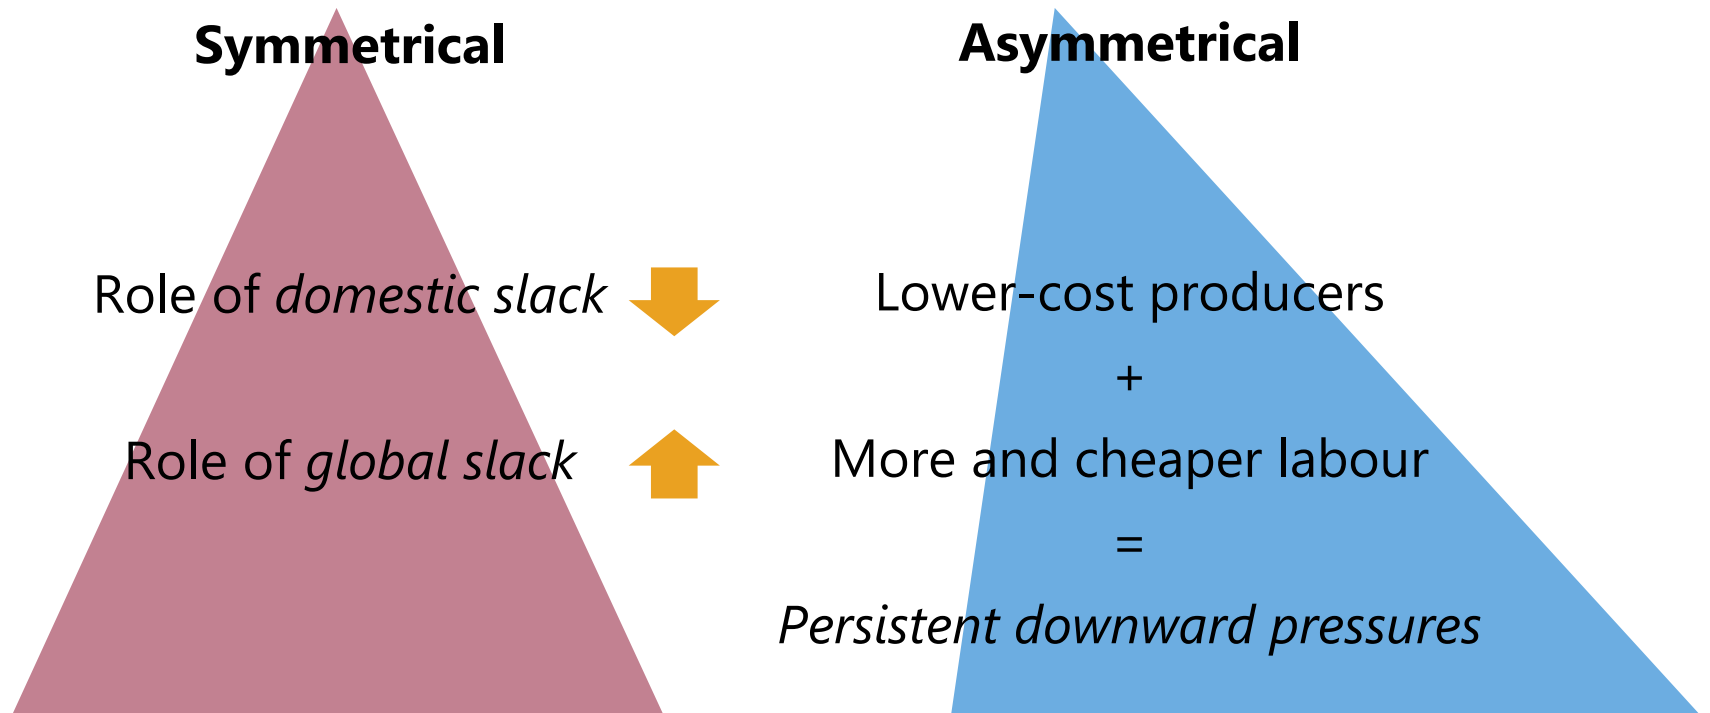 Symmetrical
Role of domestic slack
Role of global slack
Asymmetrical
Lower-cost producers
+
More and cheaper labour
=
Persistent downward pressures